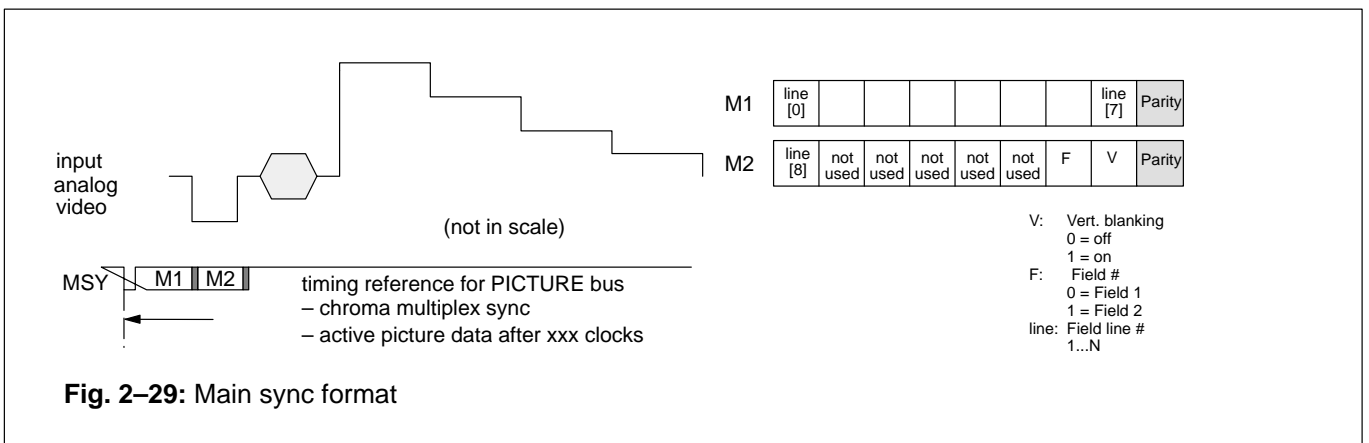 input
analog
video
(not in scale)
MSY M1 M2
timing reference for PICTURE bus
– chroma multiplex sync
– active picture data after xxx clocks
M1 line [0] line [7] Parity
M2 line [8] not used not used not used not used not used F V Parity
V: Vert. blanking
0 = off
1 = on
F: Field #
0 = Field 1
1 = Field 2
line: Field line #
1...N
Fig. 2–29: Main sync format